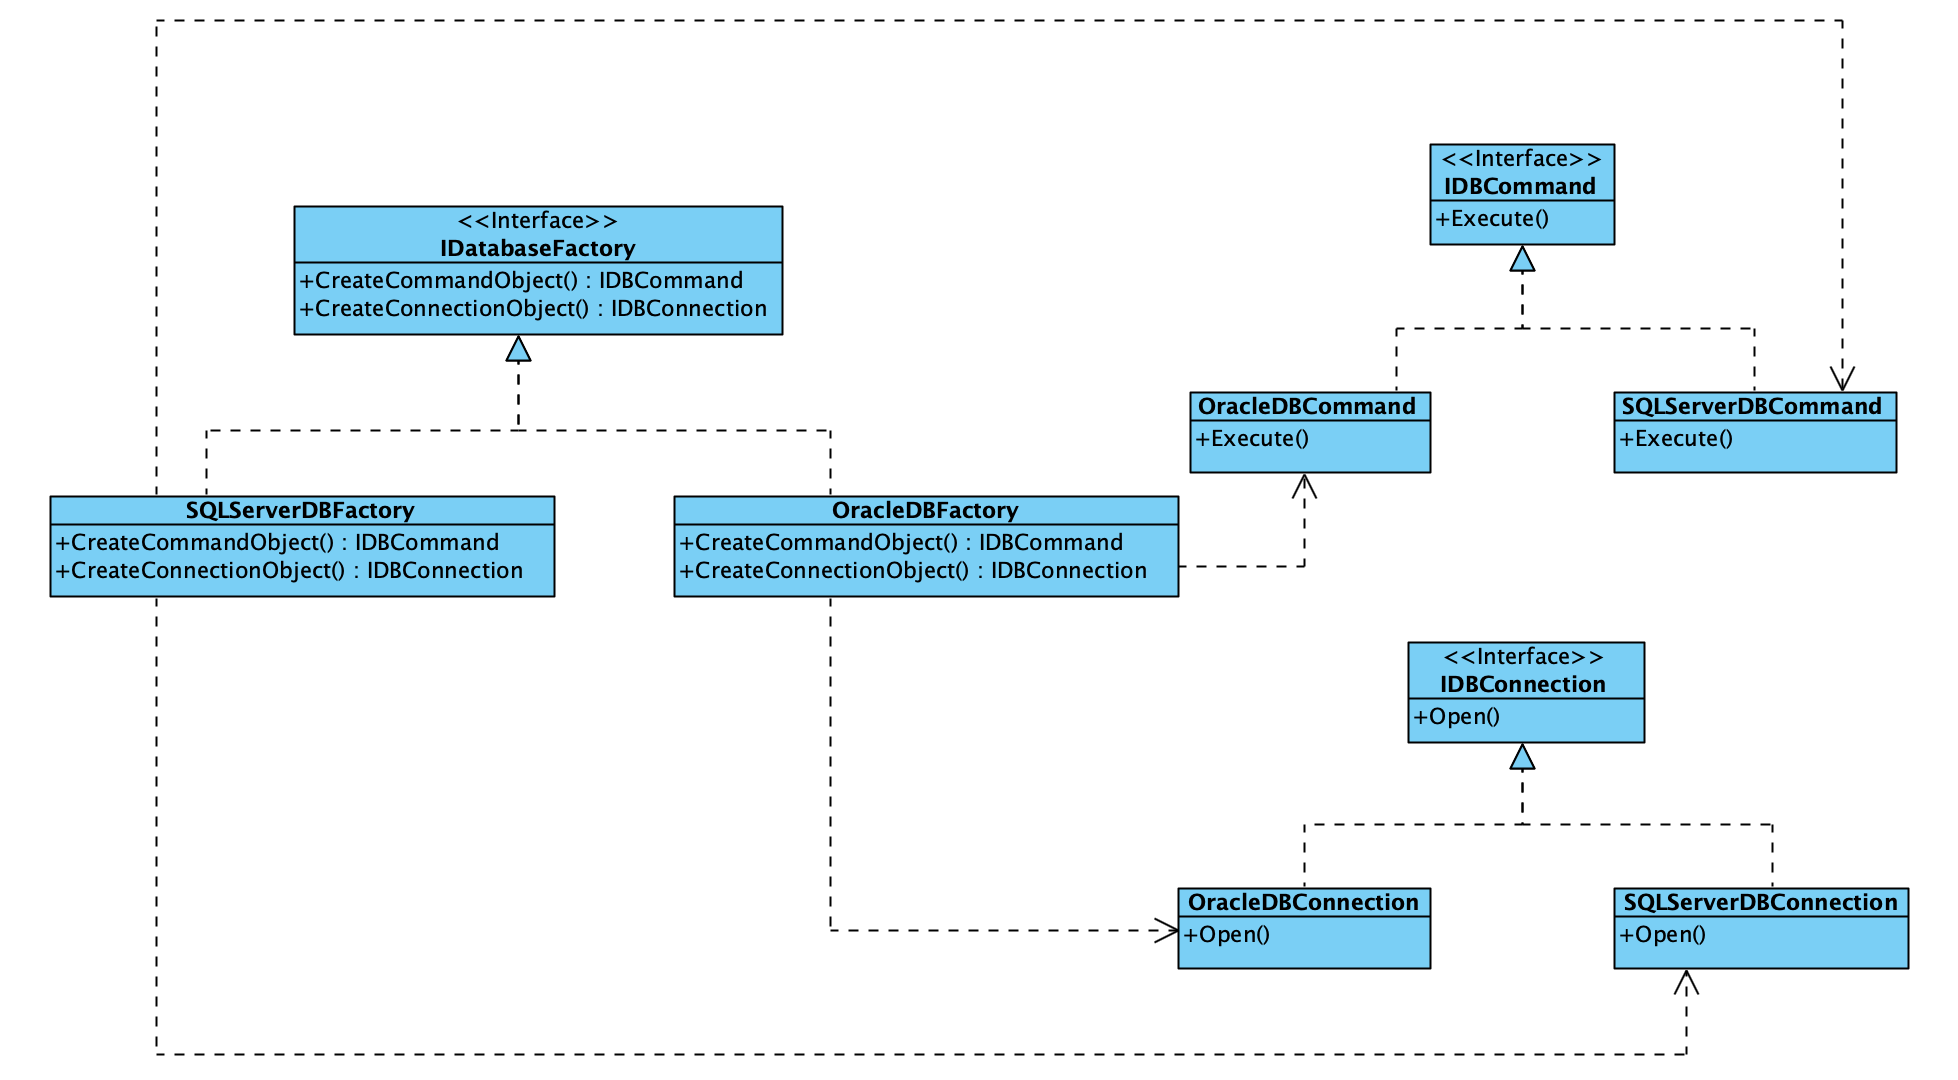 <<Interface>>
IDBCommand
+Execute()
<<Interface>>
IDatabaseFactory
+CreateCommandObject() : IDBCommand
+CreateConnectionObject() : IDBConnection
OracleDBCommand
+Execute()
SQLServerDBCommand
+Execute()
SQLServerDBFactory
+CreateCommandObject() : IDBCommand
+CreateConnectionObject() : IDBConnection
OracleDBFactory
+CreateCommandObject() : IDBCommand
+CreateConnectionObject() : IDBConnection
<<Interface>>
IDBConnection
+Open()
OracleDBConnection
+Open()
SQLServerDBConnection
+Open()